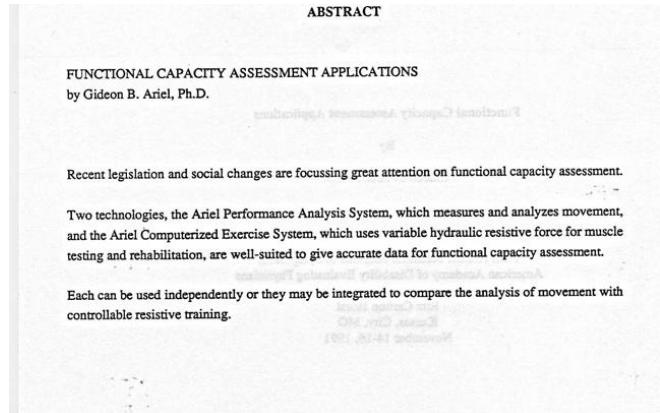 ABSTRACT
FUNCTIONAL CAPACITY ASSESSMENT APPLICATIONS
by Gideon B. Ariel, Ph.D.
Recent legislation and social changes are focussing great attention on functional capacity assessment.
Two technologies, the Ariel Performance Analysis System, which measures and analyzes movement,
and the Ariel Computerized Exercise System, which uses variable hydraulic resistive force for muscle
testing and rehabilitation, are well-suited to give accurate data for functional capacity assessment.
Each can be used independently or they may be integrated to compare the analysis of movement with
controllable resistive training.